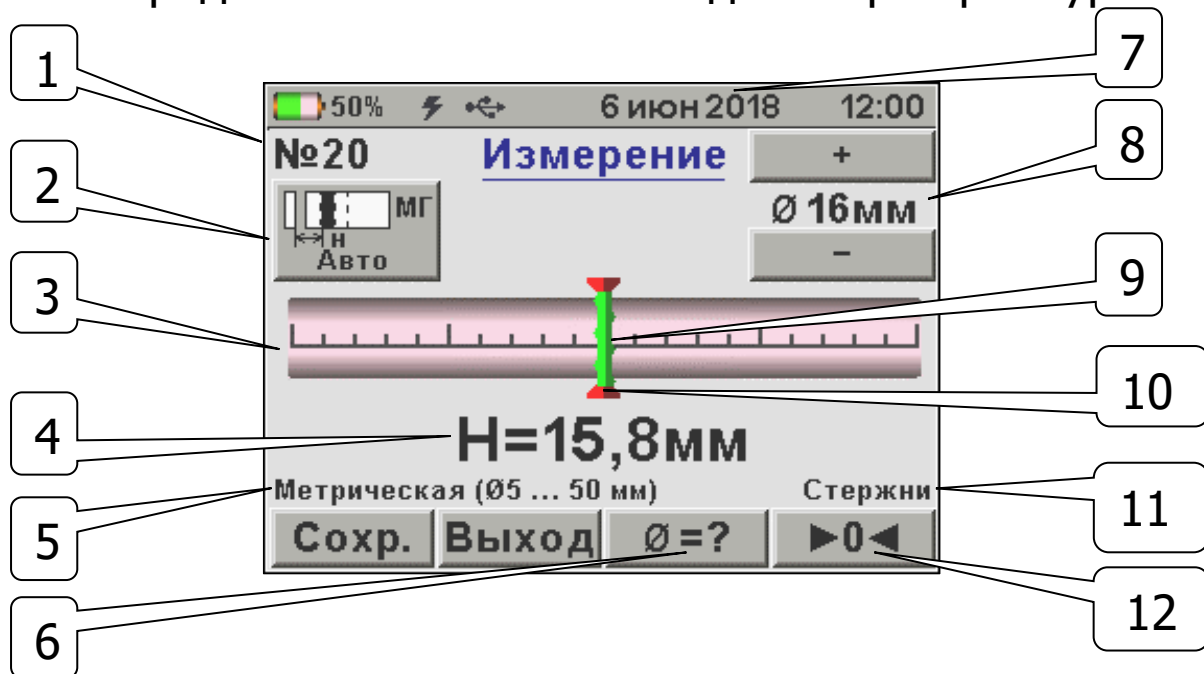 1
7
50% 6 июн 2018 12:00
№20 Измерение +
8
2
МГ
Ø 16мм
Н
Авто
−
3
9
10
4
Н=15,8мм
Метрическая (Ø5 ... 50 мм) Стержни
11
5
Сохр. Выход Ø=? ►0◄
6
12